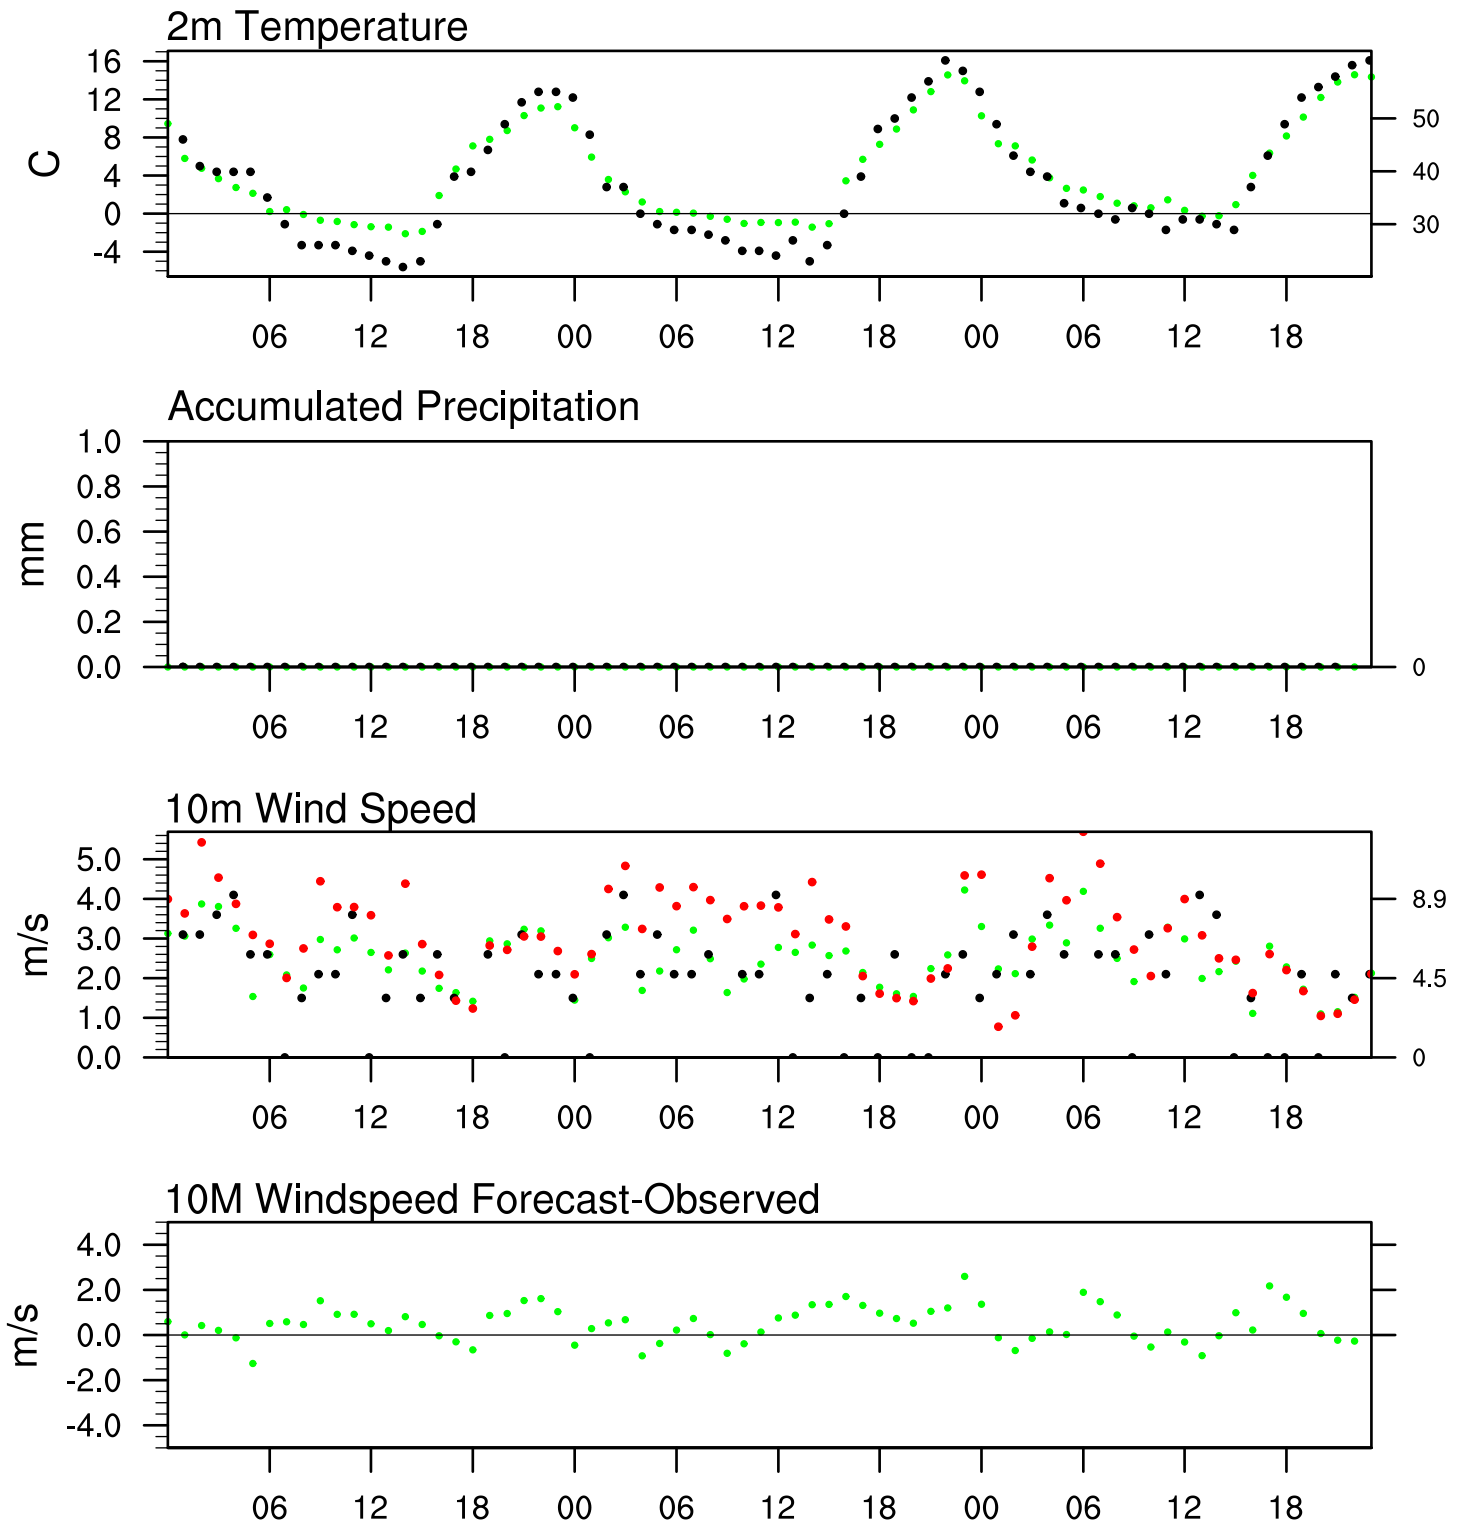 2m Temperature
16
12
8
4
0
-4
C
50
40
30
06 12 18 00 06 12 18 00 06 12 18
Accumulated Precipitation
1.0
0.8
0.6
0.4
0.2
0.0
mm
0
06 12 18 00 06 12 18 00 06 12 18
10m Wind Speed
5.0
4.0
3.0
2.0
1.0
0.0
m/s
8.9
4.5
0
06 12 18 00 06 12 18 00 06 12 18
10M Windspeed Forecast-Observed
4.0
2.0
0.0
-2.0
-4.0
m/s
06 12 18 00 06 12 18 00 06 12 18